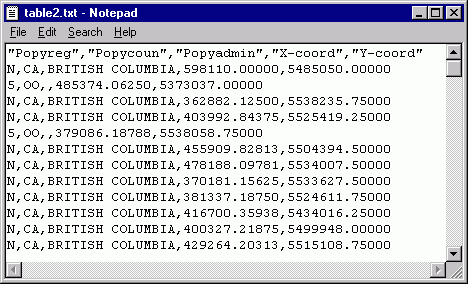 table2.txt - Notepad
File Edit Search Help
"Popyreg","Popycoun","Popyadmin","X-coord","Y-coord"
N,CA,BRITISH COLUMBIA,598110.00000,5485050.00000
5,OO,,485374.06250,5373037.00000
N,CA,BRITISH COLUMBIA,362882.12500,5538235.75000
N,CA,BRITISH COLUMBIA,403992.84375,5525419.25000
5,OO,,379086.18788,5538058.75000
N,CA,BRITISH COLUMBIA,455909.82813,5504394.50000
N,CA,BRITISH COLUMBIA,478188.09781,5534007.50000
N,CA,BRITISH COLUMBIA,370181.15625,5533627.50000
N,CA,BRITISH COLUMBIA,381337.18750,5524611.75000
N,CA,BRITISH COLUMBIA,416700.35938,5434016.25000
N,CA,BRITISH COLUMBIA,400327.21875,5499948.00000
N,CA,BRITISH COLUMBIA,429264.20313,5515108.75000